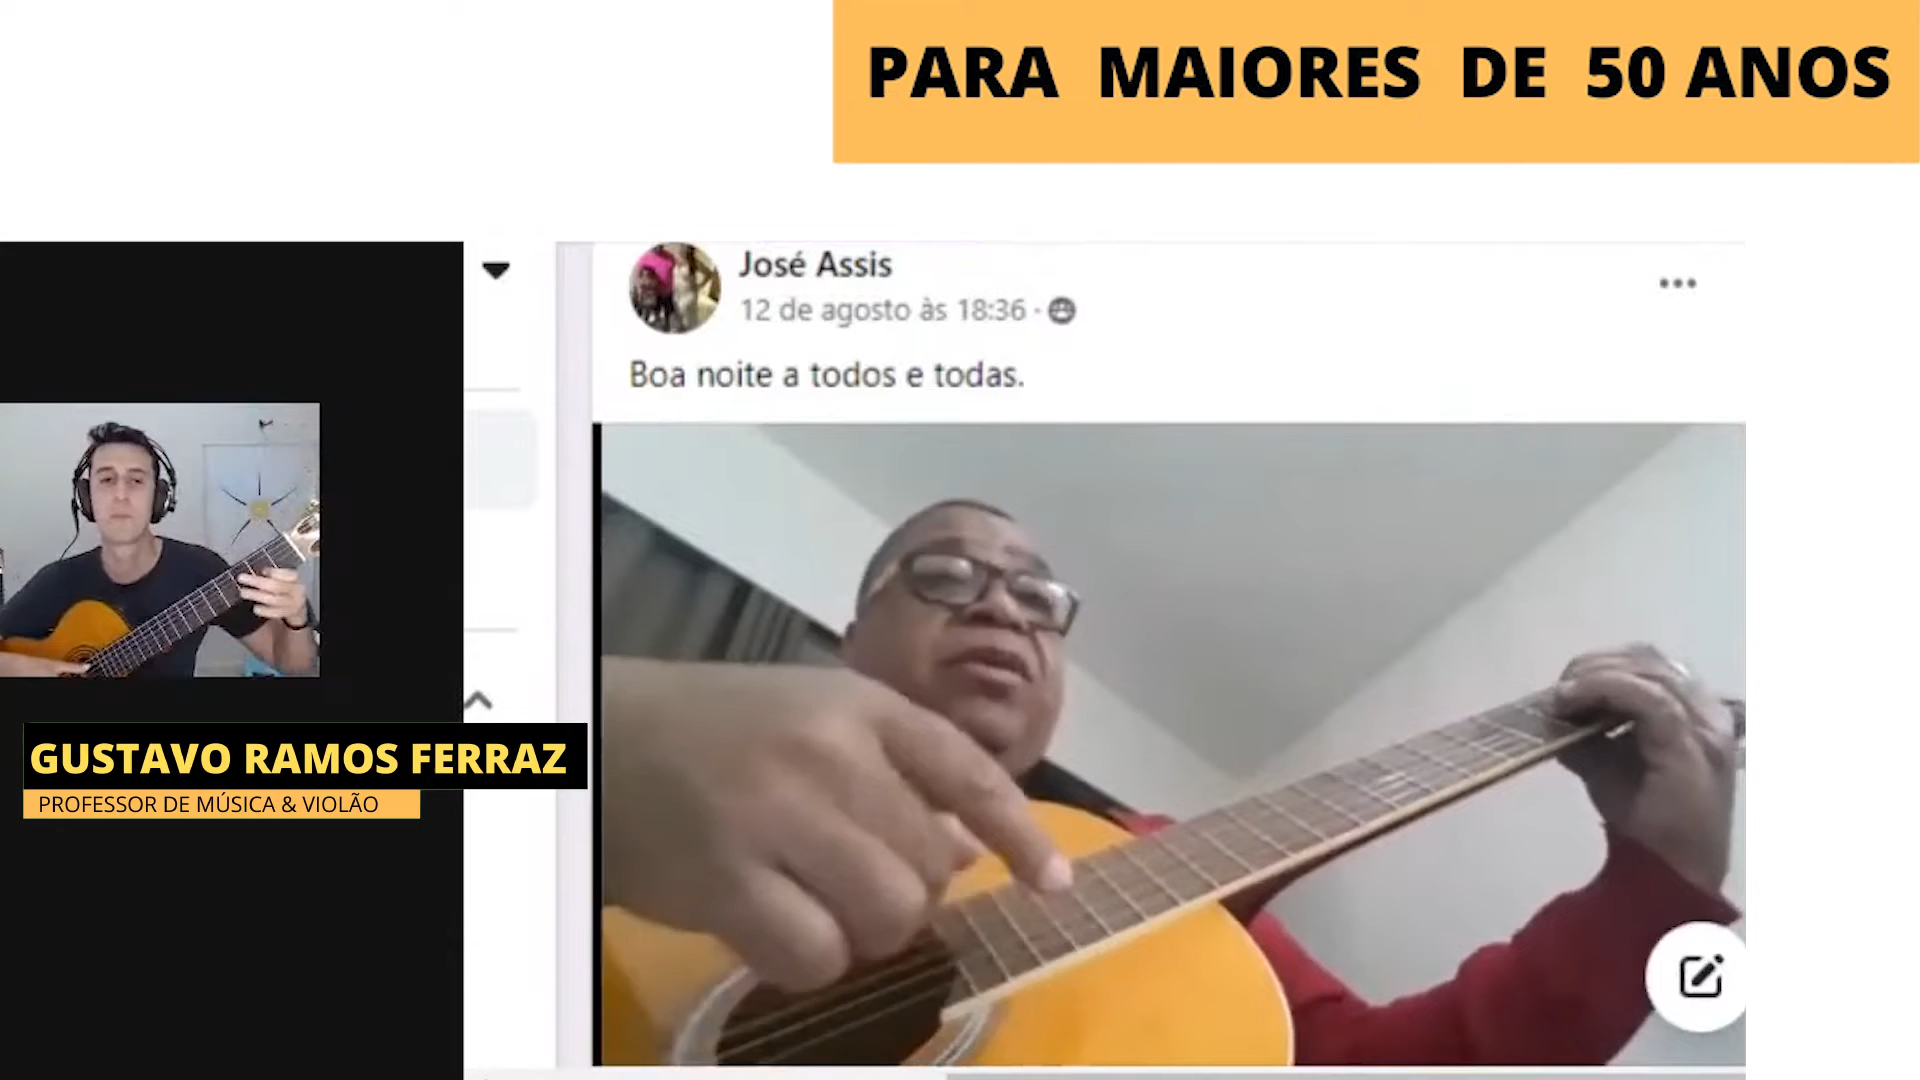 PARA MAIORES DE 50 ANOS
José Assis
12 de agosto às 18:36 ·
Boa noite a todos e todas.
GUSTAVO RAMOS FERRAZ
PROFESSOR DE MÚSICA & VIOLÃO